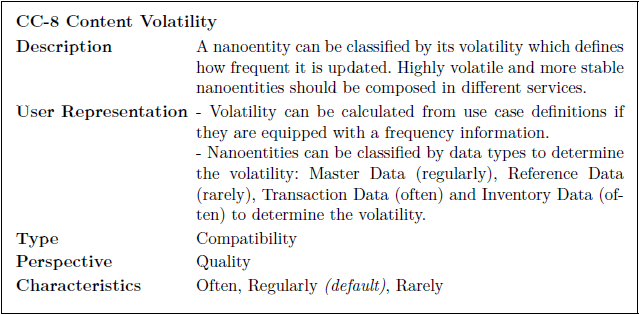 CC-8 Content Volatility
Description A nanoentity can be classified by its volatility which defines
how frequent it is updated. Highly volatile and more stable
nanoentities should be composed in different services.
User Representation - Volatility can be calculated from use case definitions if
they are equipped with a frequency information.
- Nanoentities can be classified by data types to determine
the volatility: Master Data (regularly), Reference Data
(rarely), Transaction Data (often) and Inventory Data (of-
ten) to determine the volatility.
Type Compatibility
Perspective Quality
Characteristics Often, Regularly (default), Rarely